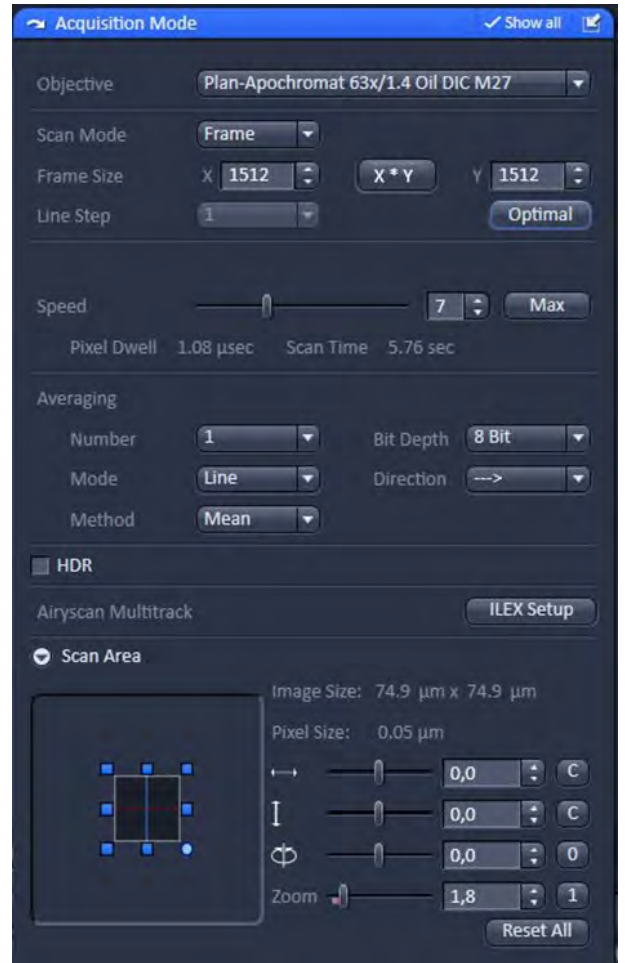 Acquisition Mode Show all
Objective Plan-Apochromat 63x/1.4 Oil DIC M27
Scan Mode Frame
Frame Size X 1512 X * Y Y 1512
Line Step 1 Optimal
Speed 7 Max
Pixel Dwell 1.08 µsec Scan Time 5.76 sec
Averaging
Number 1 Bit Depth 8 Bit
Mode Line Direction --->
Method Mean
HDR
Airyscan Multitrack ILEX Setup
Scan Area
Image Size: 74.9 µm x 74.9 µm
Pixel Size: 0.05 µm
0,0 C
0,0 C
0,0 0
Zoom 1,8 1
Reset All